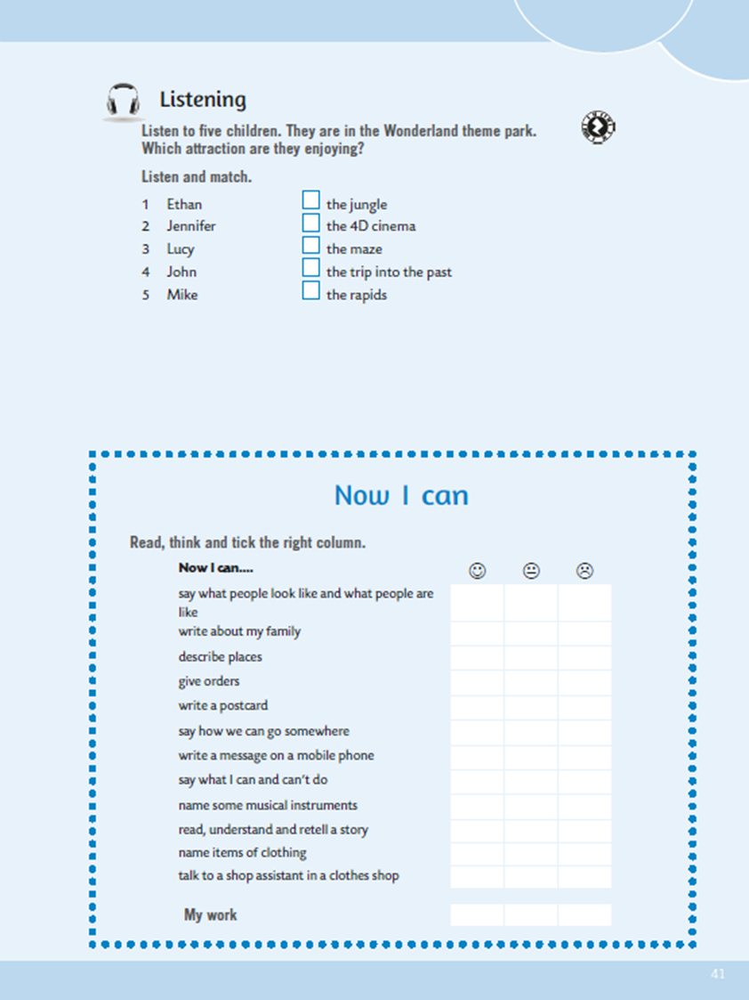 Listening
Listen to five children. They are in the Wonderland theme park.
Which attraction are they enjoying?
Listen and match.
1 Ethan the jungle
2 Jennifer the 4D cinema
3 Lucy the maze
4 John the trip into the past
5 Mike the rapids
Now I can
Read, think and tick the right column.
Now I can....
say what people look like and what people are
like
write about my family
describe places
give orders
write a postcard
say how we can go somewhere
write a message on a mobile phone
say what I can and can't do
name some musical instruments
read, understand and retell a story
name items of clothing
talk to a shop assistant in a clothes shop
My work
41